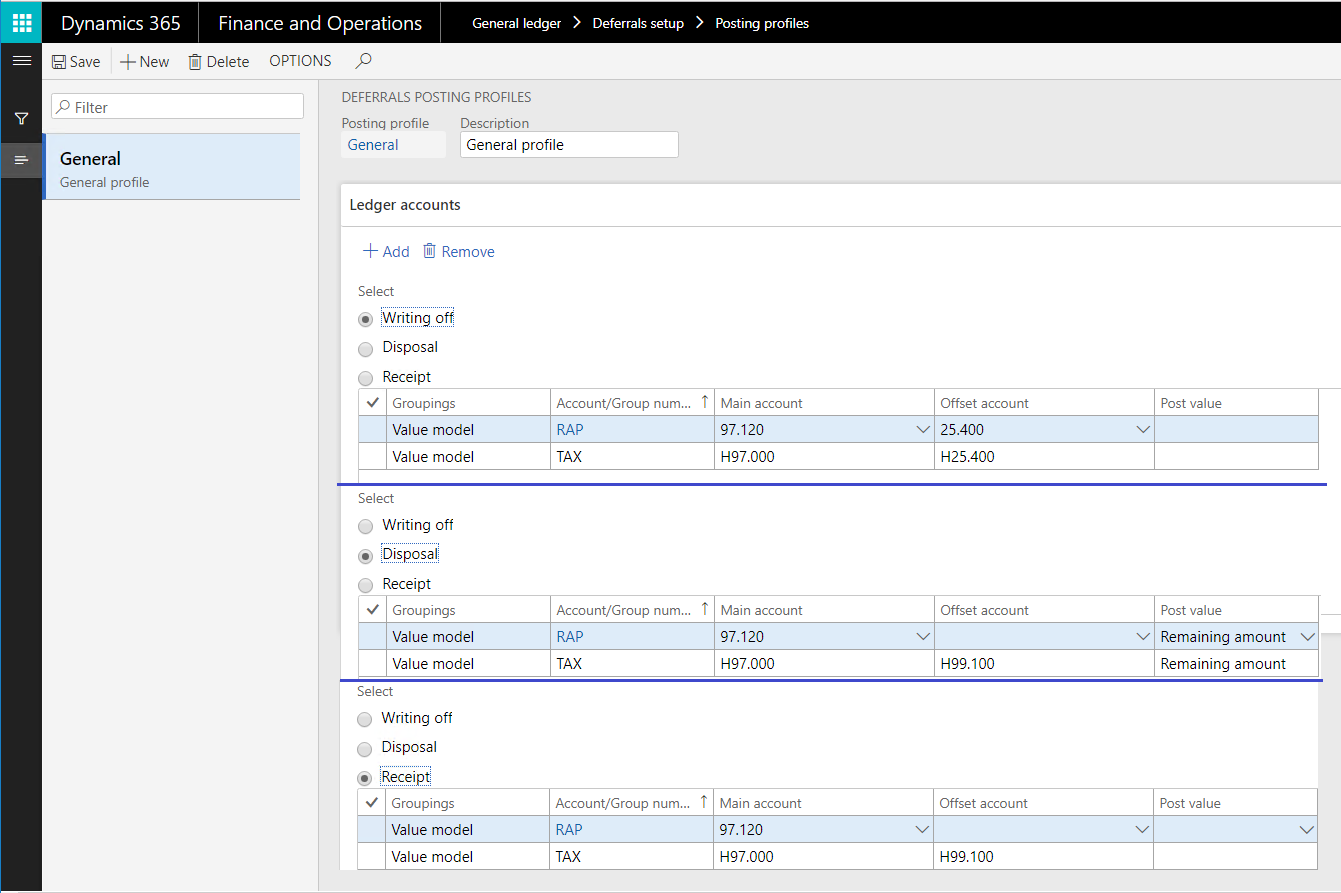 Dynamics 365 Finance and Operations General ledger > Deferrals setup > Posting profiles
Save + New Delete OPTIONS
Filter
General
General profile
DEFERRALS POSTING PROFILES
Posting profile Description
General General profile
Ledger accounts
+ Add Remove
Select
Writing off
Disposal
Receipt
Groupings Account/Group num... ↑ Main account Offset account Post value
Value model RAP 97.120 25.400
Value model TAX H97.000 H25.400
Select
Writing off
Disposal
Receipt
Groupings Account/Group num... ↑ Main account Offset account Post value
Value model RAP 97.120 Remaining amount
Value model TAX H97.000 H99.100 Remaining amount
Select
Writing off
Disposal
Receipt
Groupings Account/Group num... ↑ Main account Offset account Post value
Value model RAP 97.120
Value model TAX H97.000 H99.100